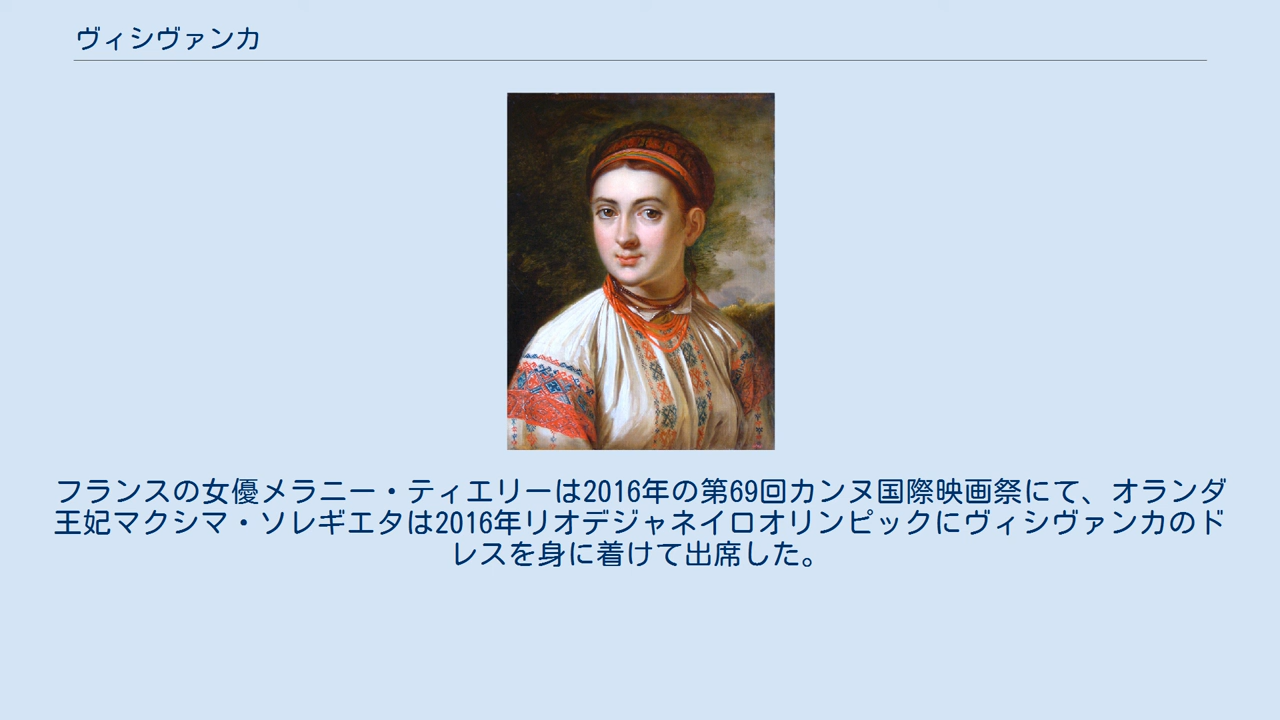 ヴィシヴァンカ
フランスの女優メラニー・ティエリーは2016年の第69回カンヌ国際映画祭にて、オランダ
王妃マクシマ・ソレギエタは2016年リオデジャネイロオリンピックにヴィシヴァンカのド
レスを身に着けて出席した。